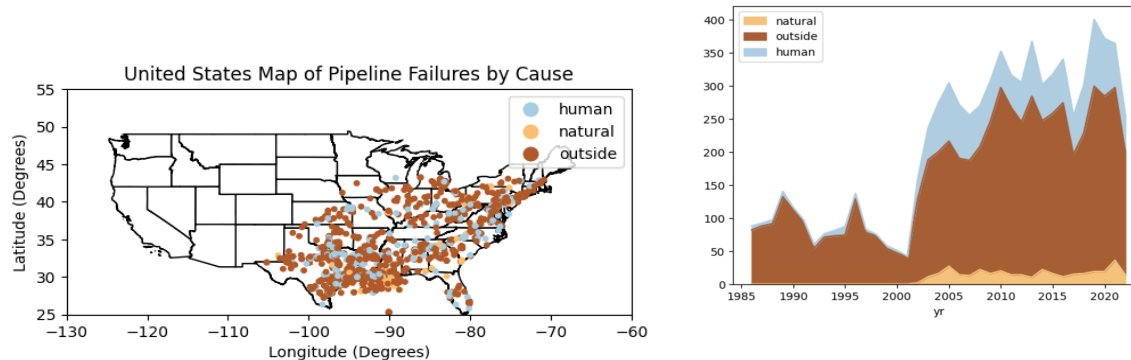 United States Map of Pipeline Failures by Cause
55
50
45
40
35
30
25
Latitude (Degrees)
human
natural
outside
−130 −120 −110 −100 −90 −80 −70 −60
Longitude (Degrees)
400
350
300
250
200
150
100
50
0
natural
outside
human
1985 1990 1995 2000 2005 2010 2015 2020
yr